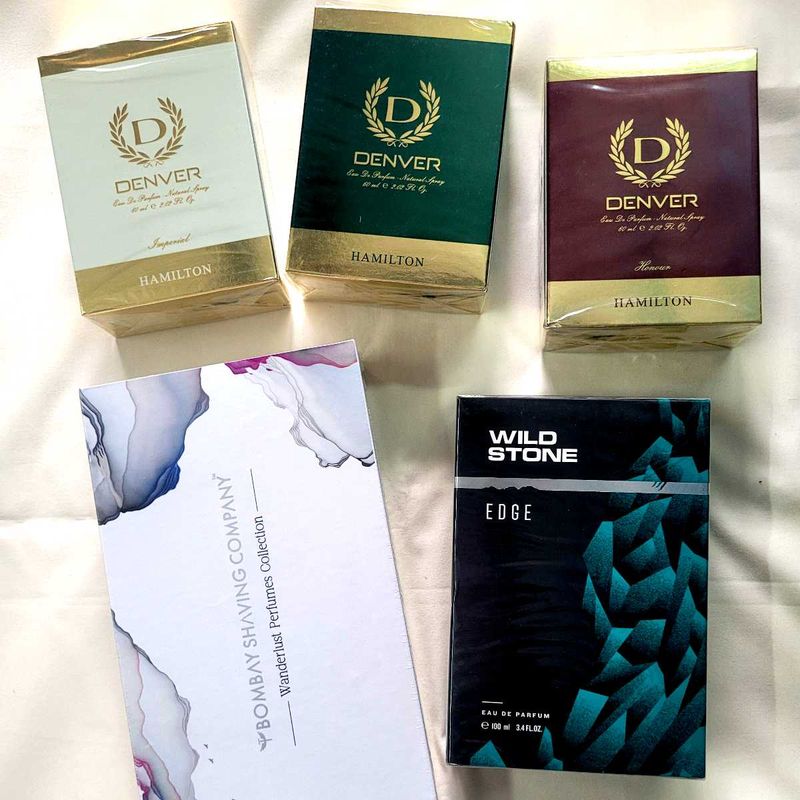 D
DENVER
Eau De Parfum - Natural Spray
60 ml ℮ 2.02 Fl. Oz.
Imperial
HAMILTON
D
DENVER
Eau De Parfum - Natural Spray
60 ml ℮ 2.02 Fl. Oz.
HAMILTON
D
DENVER
Eau De Parfum - Natural Spray
60 ml ℮ 2.02 Fl. Oz.
Honour
HAMILTON
BOMBAY SHAVING COMPANY™
Wanderlust Perfumes Collection
WILD
STONE
EDGE
EAU DE PARFUM
℮ 100 ml 3.4 FL.OZ.